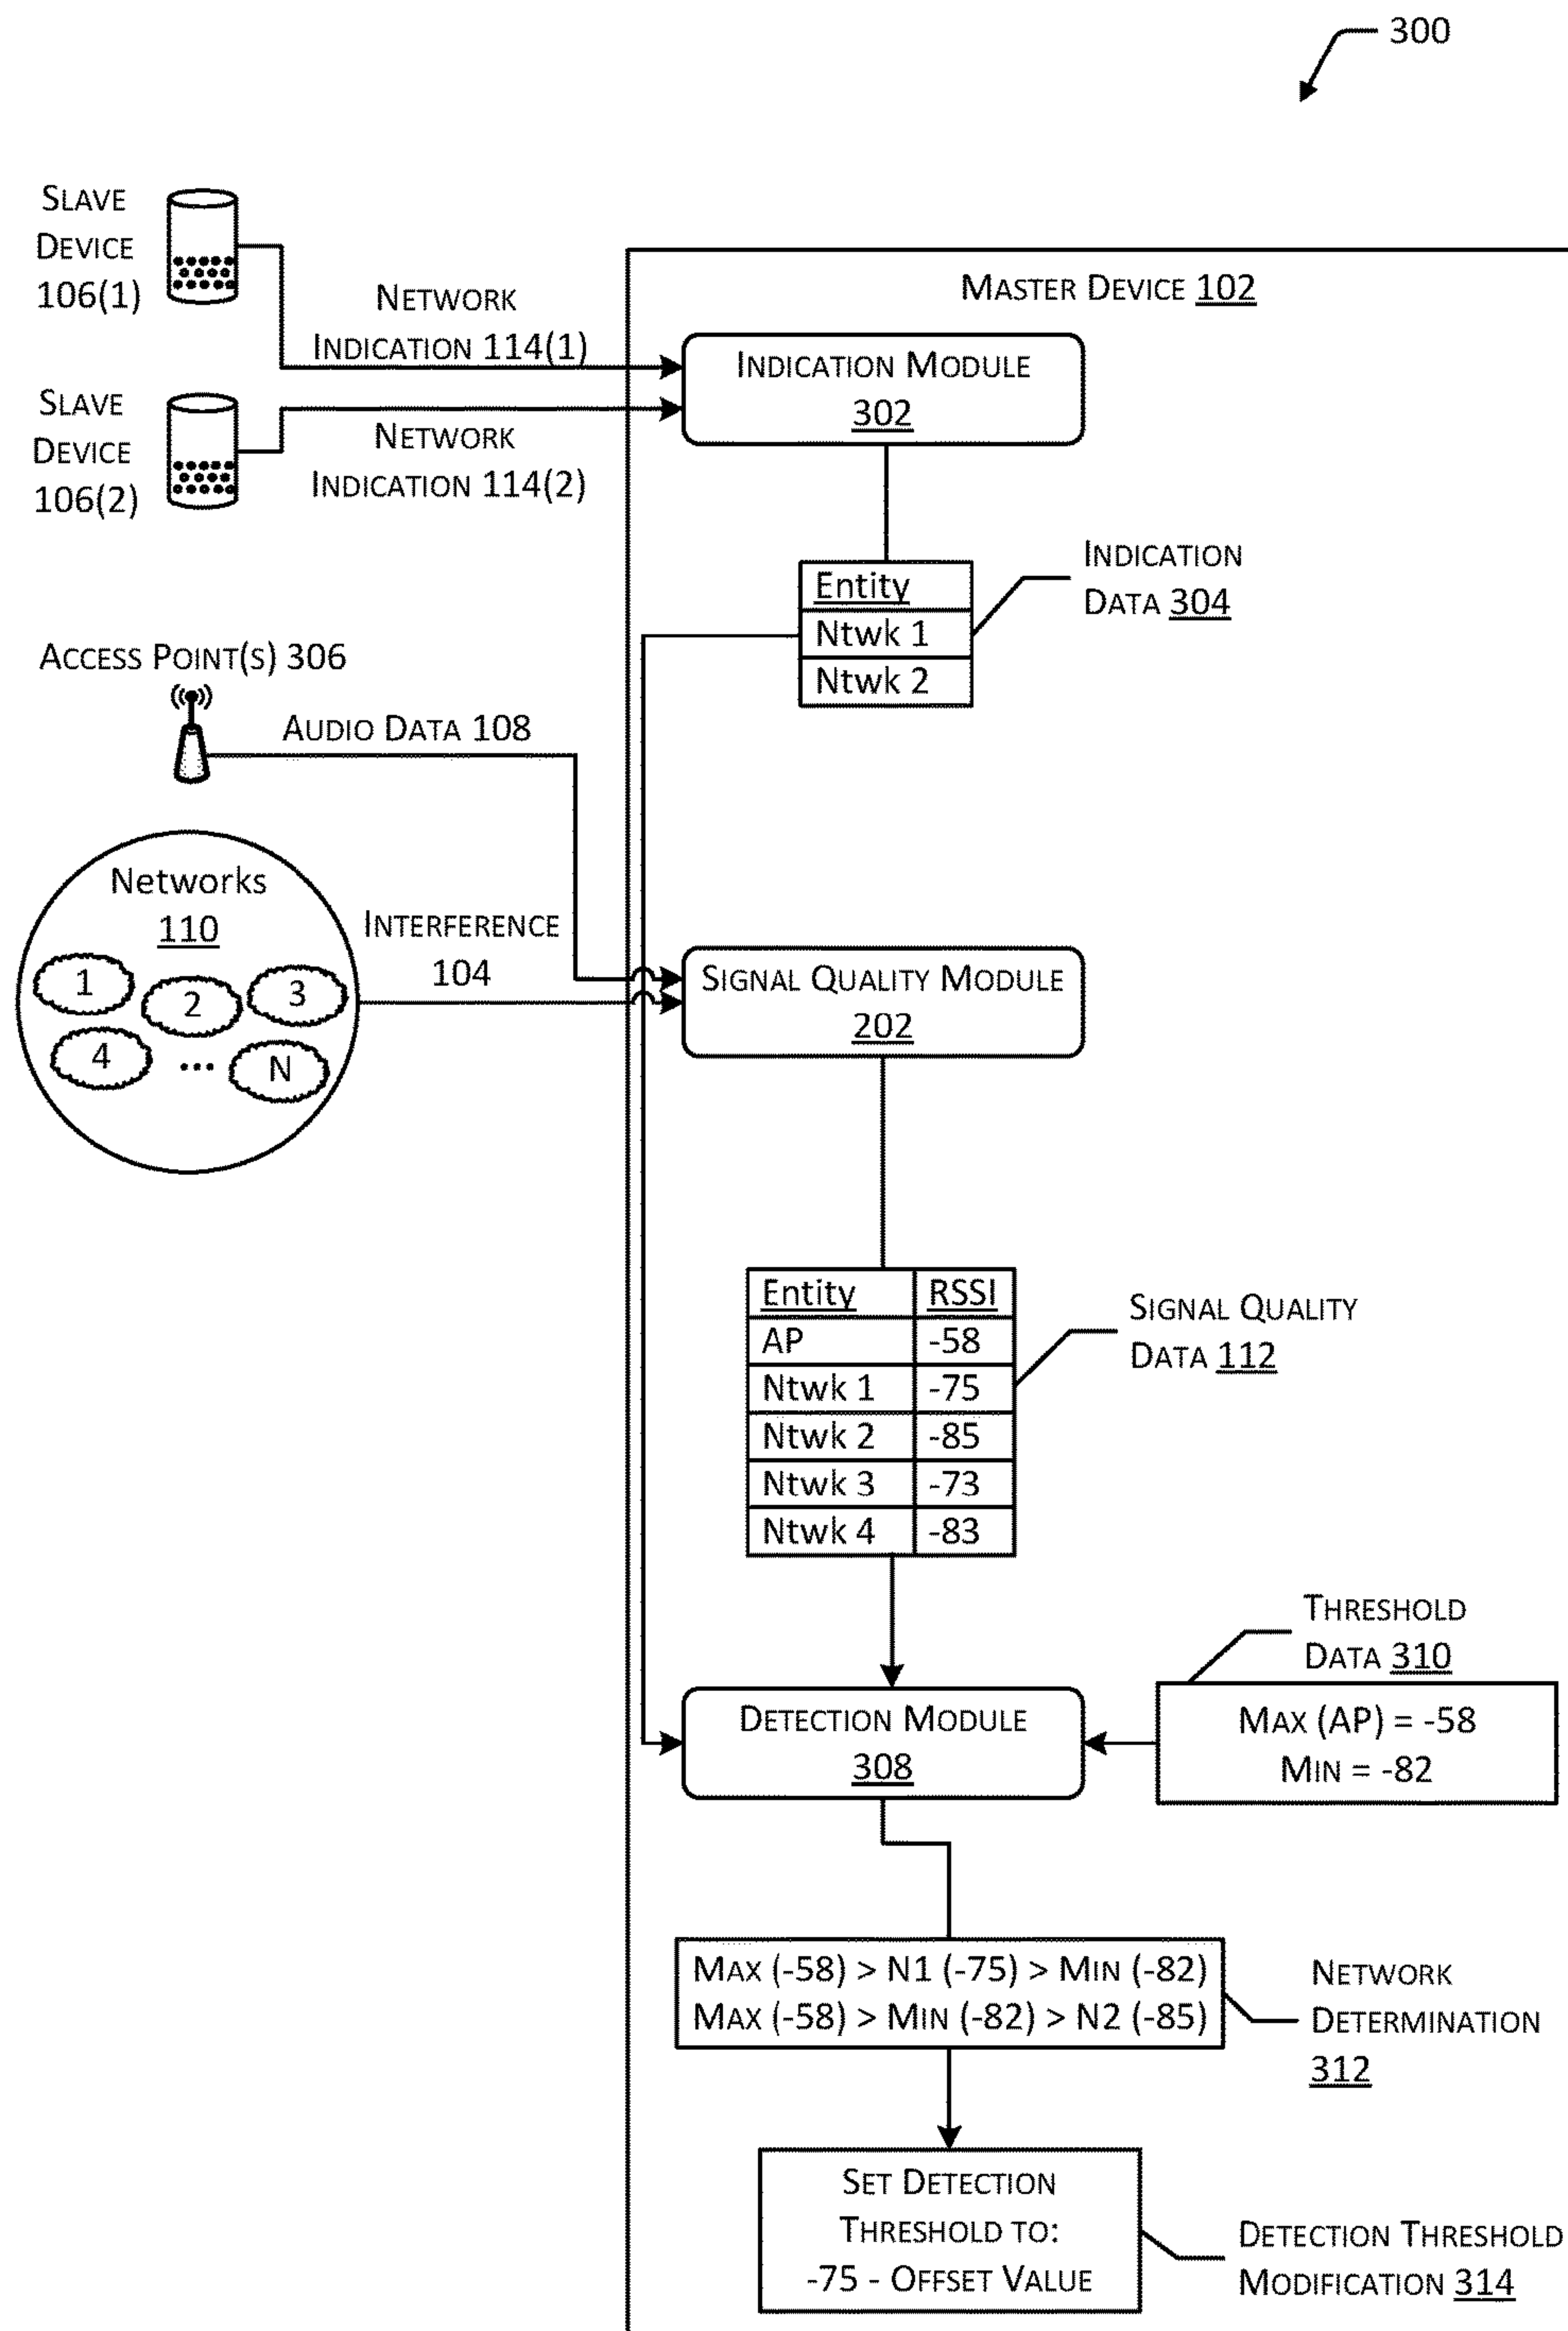 300
SLAVE
DEVICE
106(1)
NETWORK
INDICATION 114(1)
MASTER DEVICE 102
INDICATION MODULE
302
SLAVE
DEVICE
106(2)
NETWORK
INDICATION 114(2)
Entity
Ntwk 1
Ntwk 2
INDICATION
DATA 304
ACCESS POINT(S) 306
AUDIO DATA 108
Networks
110
1
2
3
4
...
N
INTERFERENCE
104
SIGNAL QUALITY MODULE
202
Entity RSSI
AP -58
Ntwk 1 -75
Ntwk 2 -85
Ntwk 3 -73
Ntwk 4 -83
SIGNAL QUALITY
DATA 112
THRESHOLD
DATA 310
MAX (AP) = -58
MIN = -82
DETECTION MODULE
308
MAX (-58) > N1 (-75) > MIN (-82)
MAX (-58) > MIN (-82) > N2 (-85)
NETWORK
DETERMINATION
312
SET DETECTION
THRESHOLD TO:
-75 - OFFSET VALUE
DETECTION THRESHOLD
MODIFICATION 314